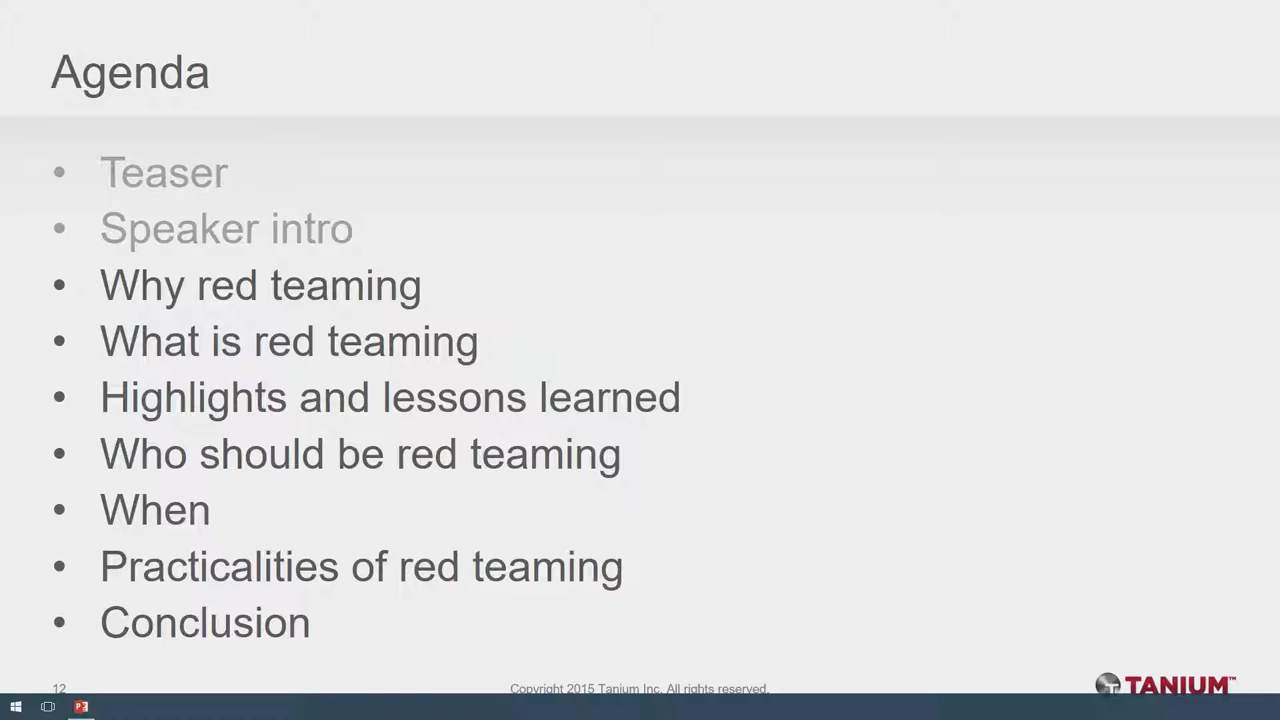 Agenda
• Teaser
• Speaker intro
• Why red teaming
• What is red teaming
• Highlights and lessons learned
• Who should be red teaming
• When
• Practicalities of red teaming
• Conclusion
12
Copyright 2015 Tanium Inc. All rights reserved.
TANIUM™